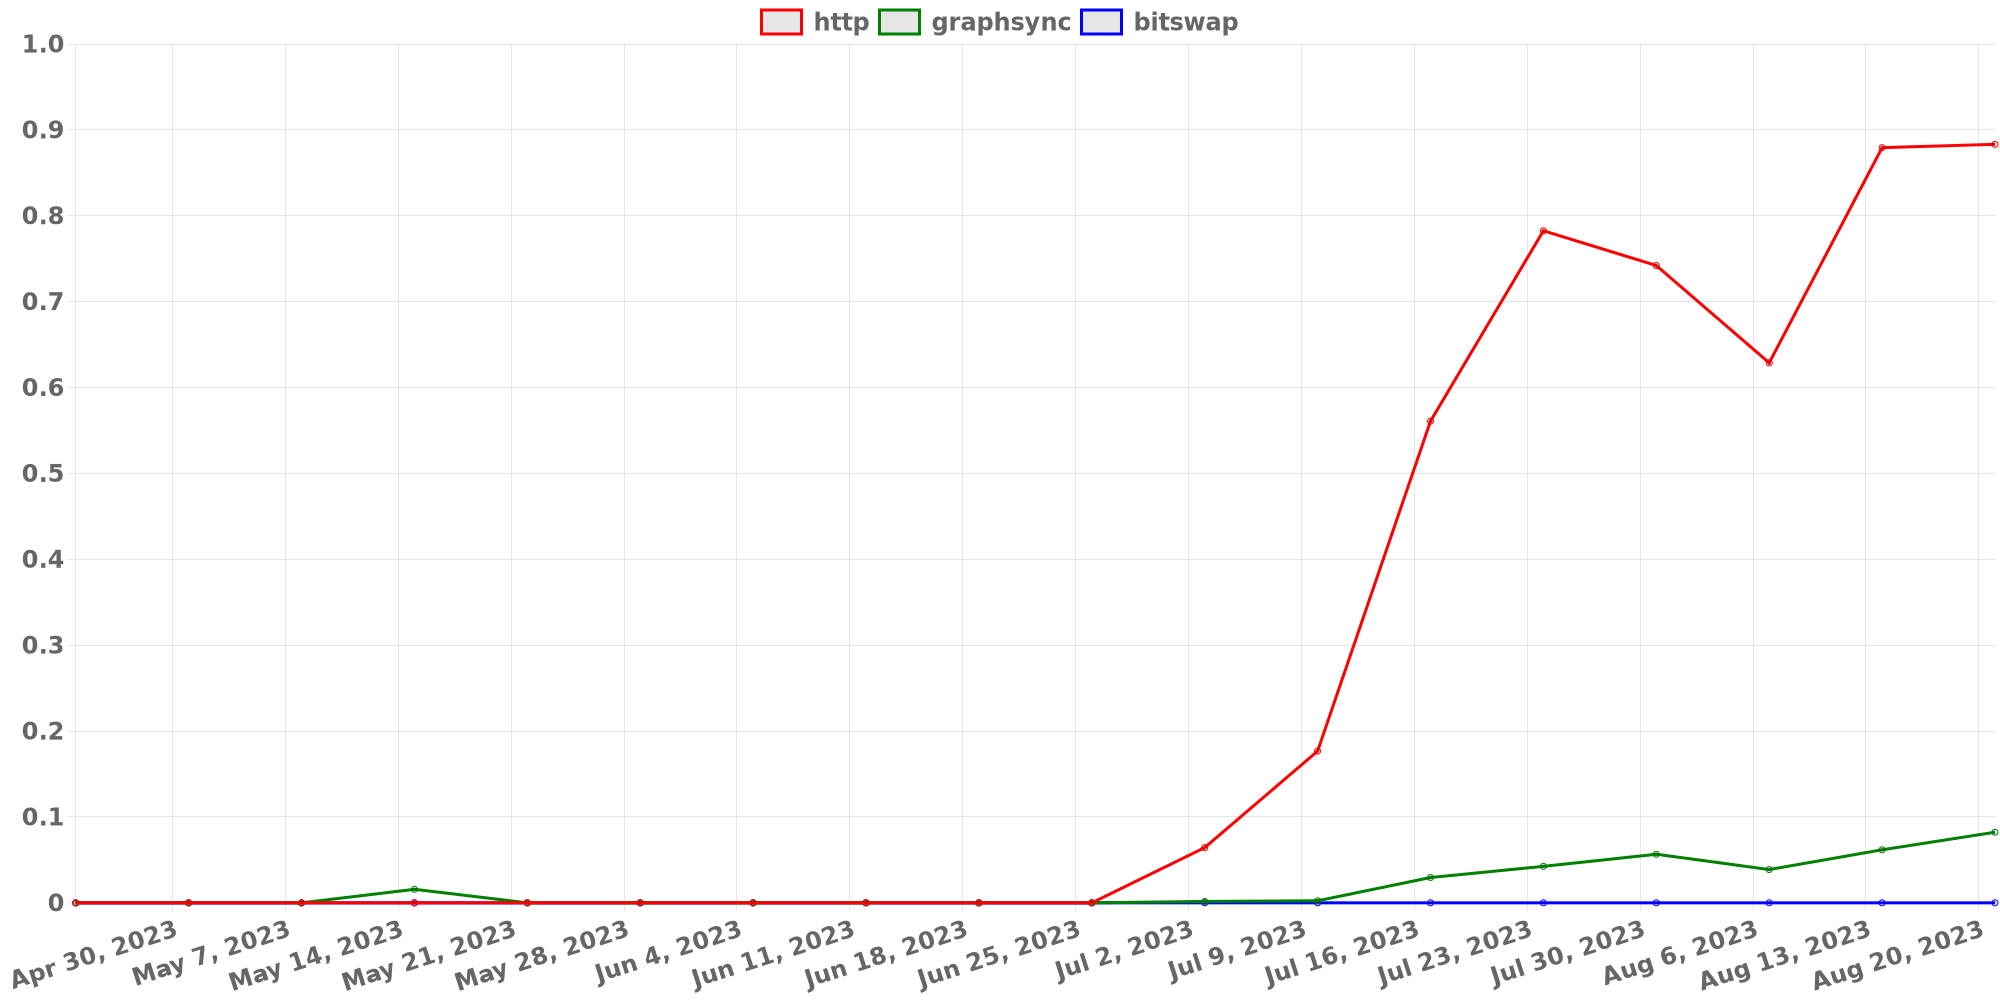 http graphsync bitswap
1.0
0.9
0.8
0.7
0.6
0.5
0.4
0.3
0.2
0.1
0
Apr 30, 2023
May 7, 2023
May 14, 2023
May 21, 2023
May 28, 2023
Jun 4, 2023
Jun 11, 2023
Jun 18, 2023
Jun 25, 2023
Jul 2, 2023
Jul 9, 2023
Jul 16, 2023
Jul 23, 2023
Jul 30, 2023
Aug 6, 2023
Aug 13, 2023
Aug 20, 2023